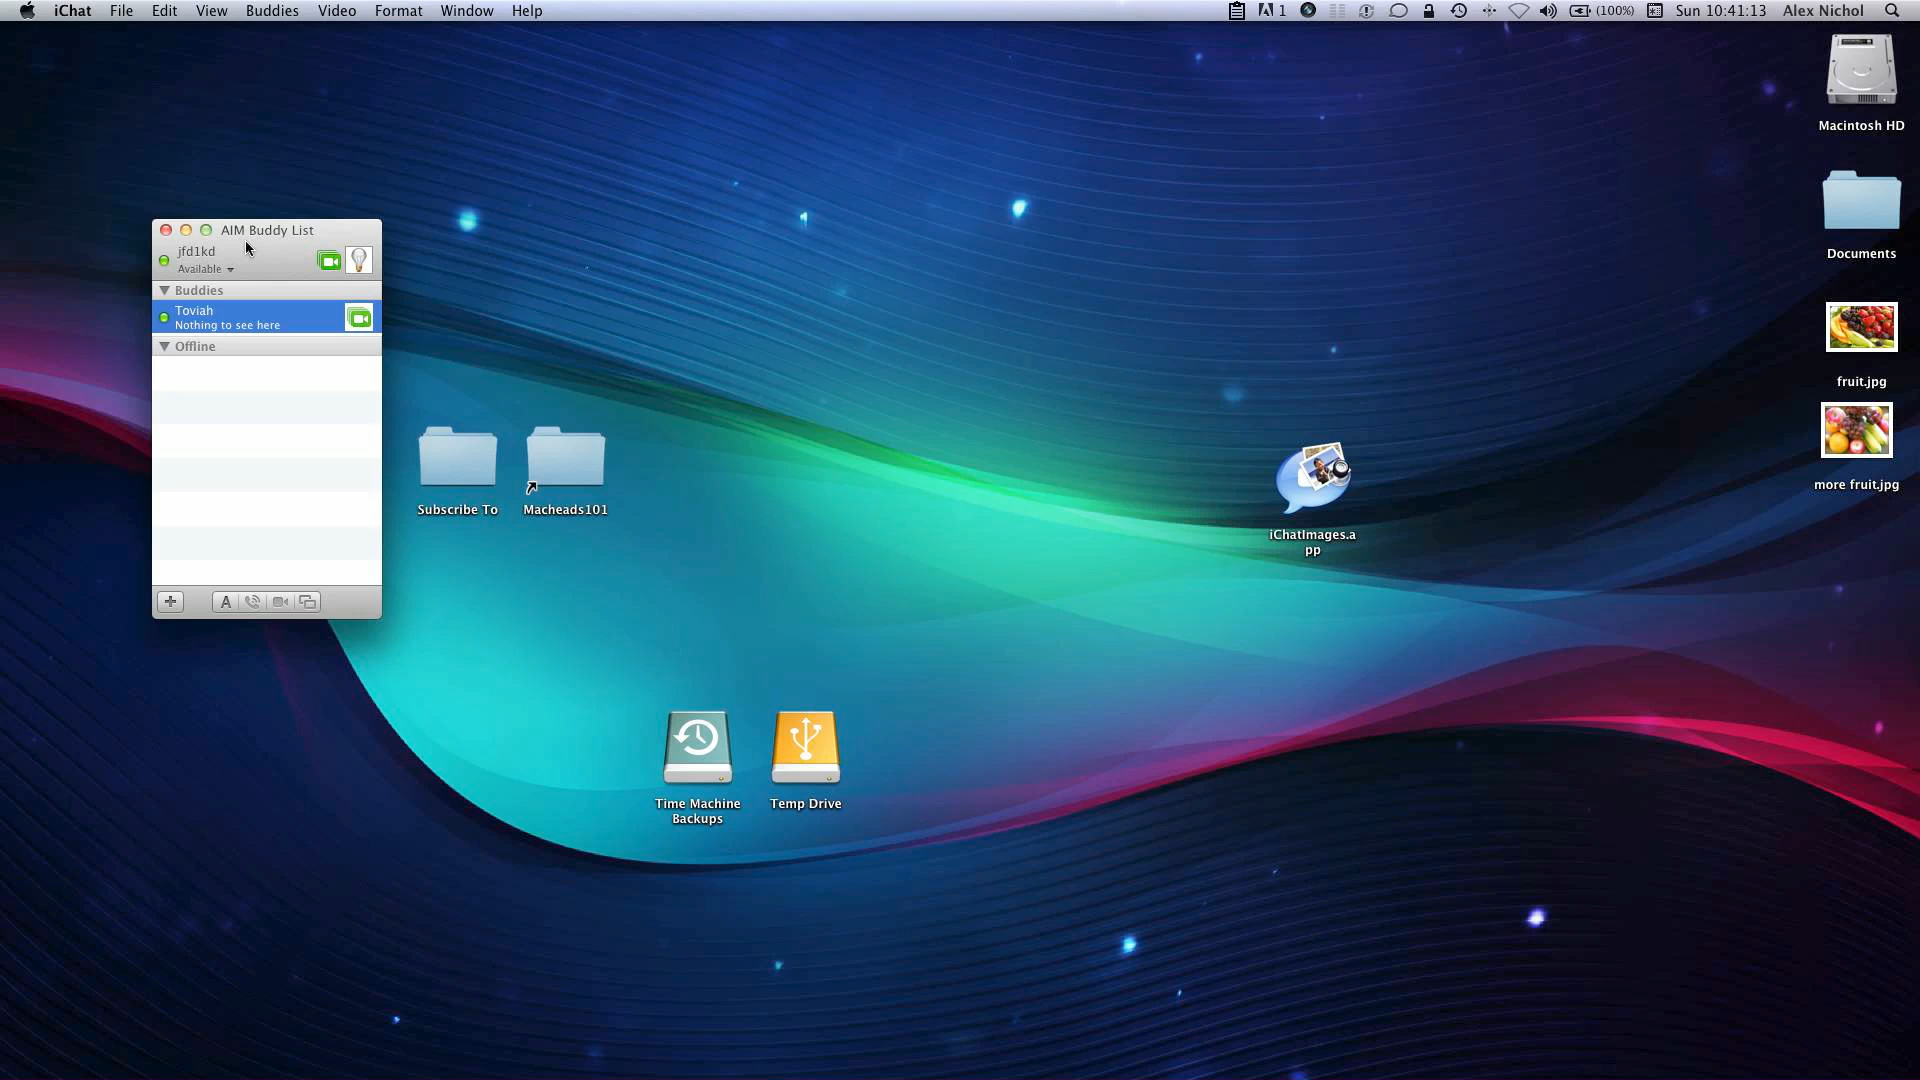 iChat File Edit View Buddies Video Format Window Help
1 (100%) Sun 10:41:13 Alex Nichol
Macintosh HD
Documents
fruit.jpg
more fruit.jpg
AIM Buddy List
jfd1kd
Available
Buddies
Toviah
Nothing to see here
Offline
A
Subscribe To
Macheads101
iChatImages.a
pp
Time Machine
Backups
Temp Drive